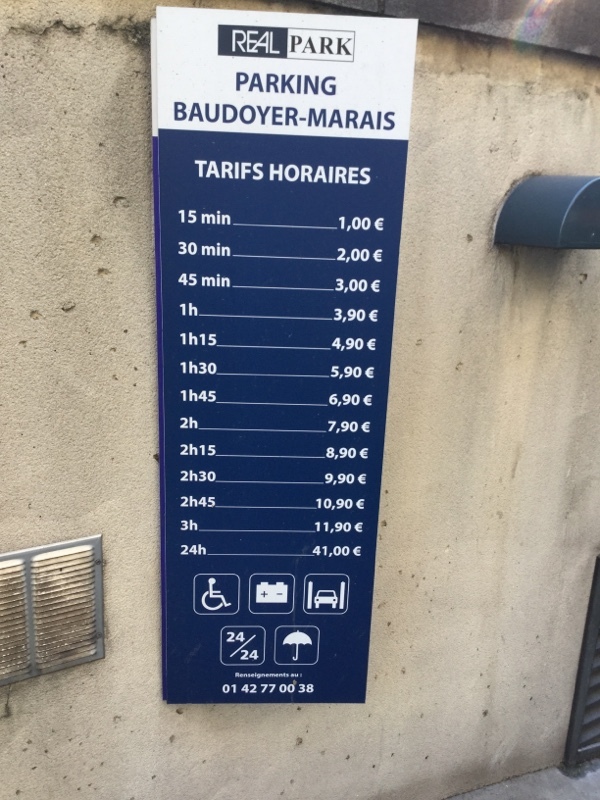 REAL PARK
PARKING
BAUDOYER-MARAIS
TARIFS HORAIRES
15 min 1,00 €
30 min 2,00 €
45 min 3,00 €
1h 3,90 €
1h15 4,90 €
1h30 5,90 €
1h45 6,90 €
2h 7,90 €
2h15 8,90 €
2h30 9,90 €
2h45 10,90 €
3h 11,90 €
24h 41,00 €
+ -
24/24
Renseignements au :
01 42 77 00 38